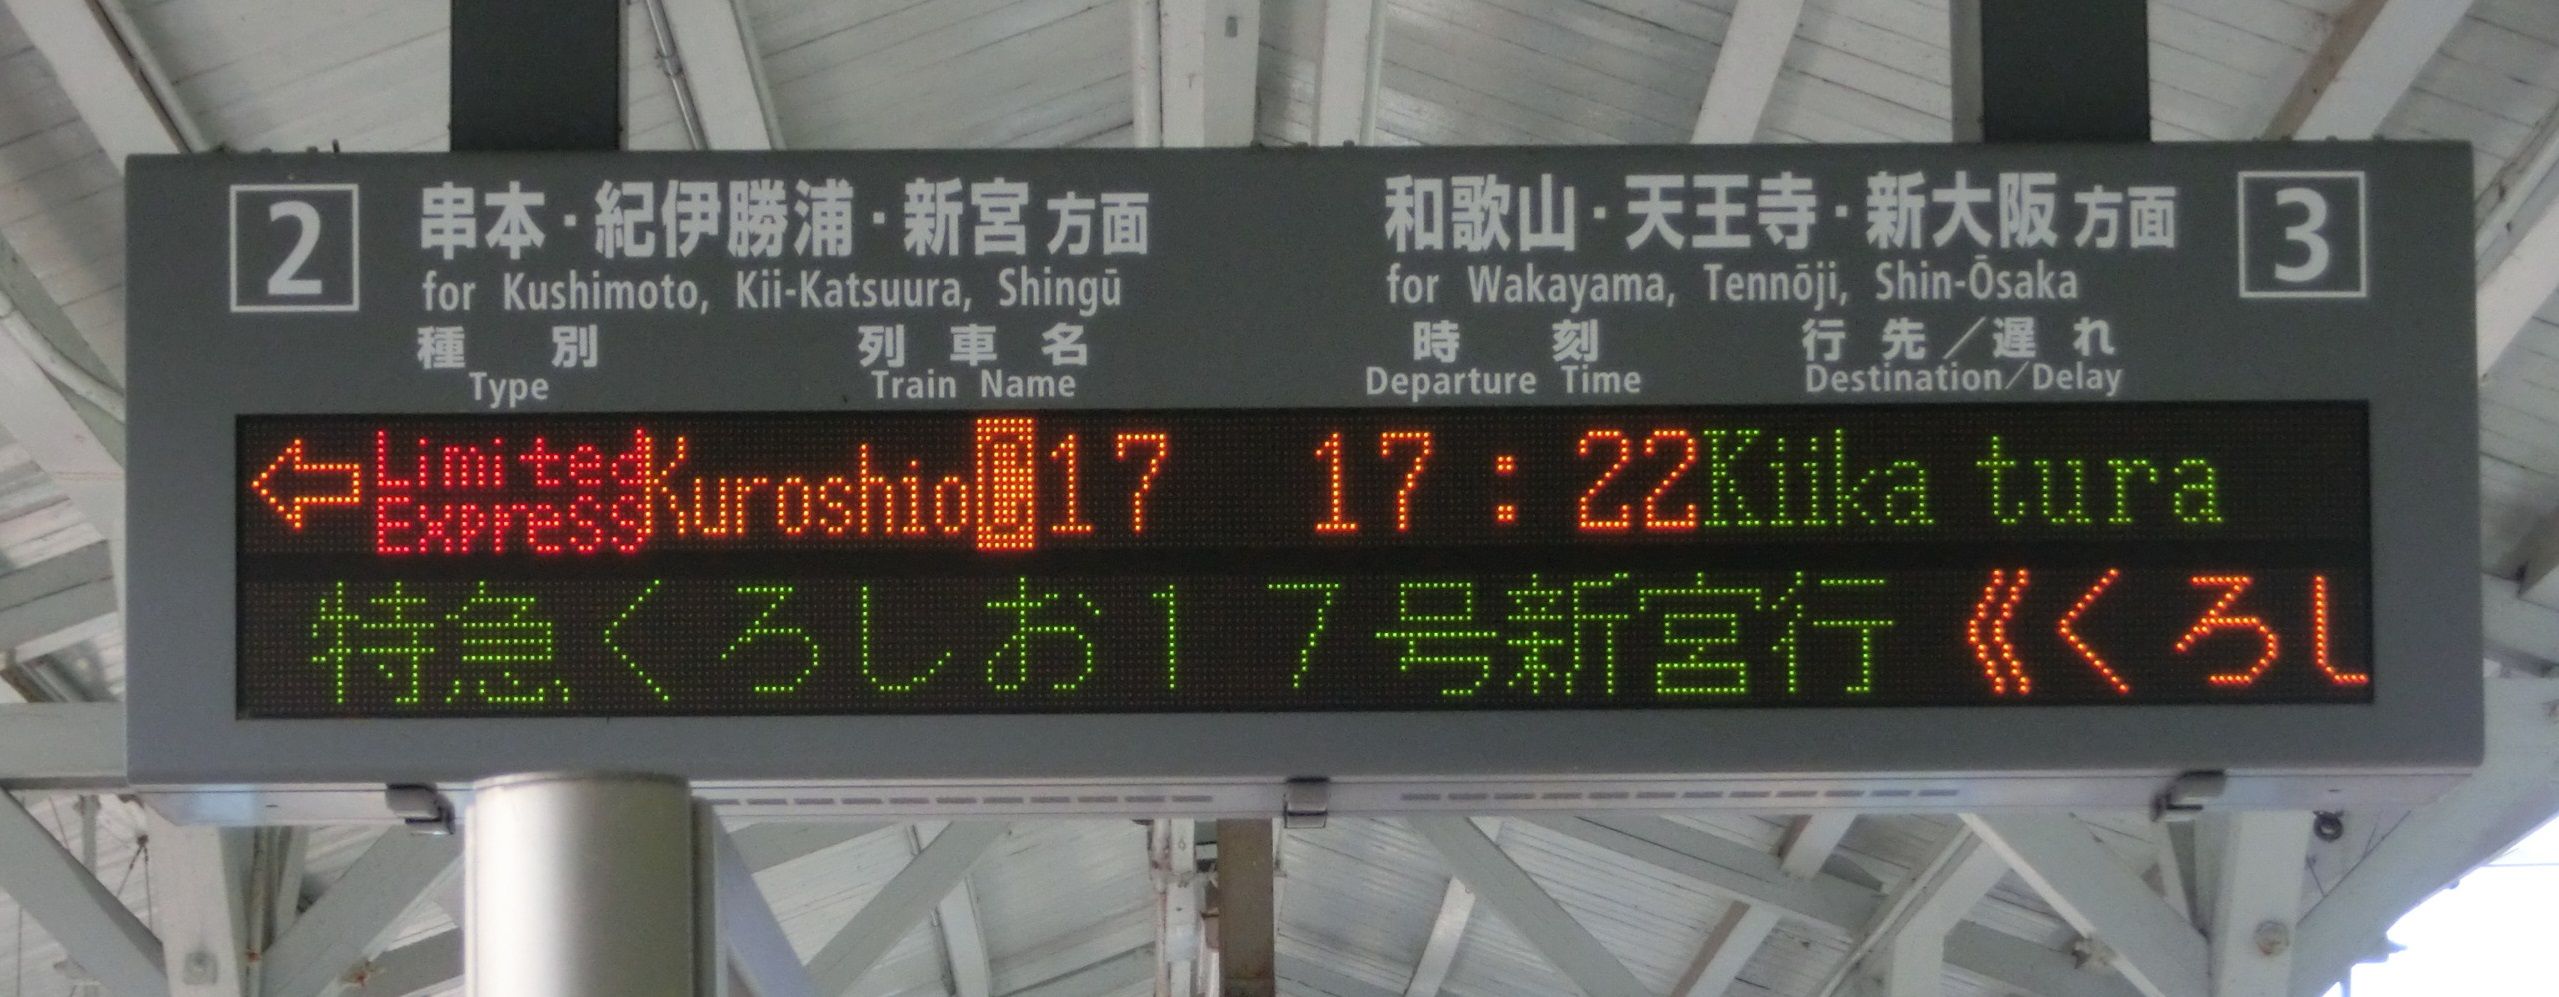 2 串本・紀伊勝浦・新宮方面 和歌山・天王寺・新大阪方面 3
for Kushimoto, Kii-Katsuura, Shingū for Wakayama, Tennōji, Shin-Ōsaka
種別 列車名 時刻 行先／遅れ
Type Train Name Departure Time Destination/Delay
← Limited Express Kuroshio 17 17:22 Kiika tura
特急くろしお１７号新宮行 《くろし